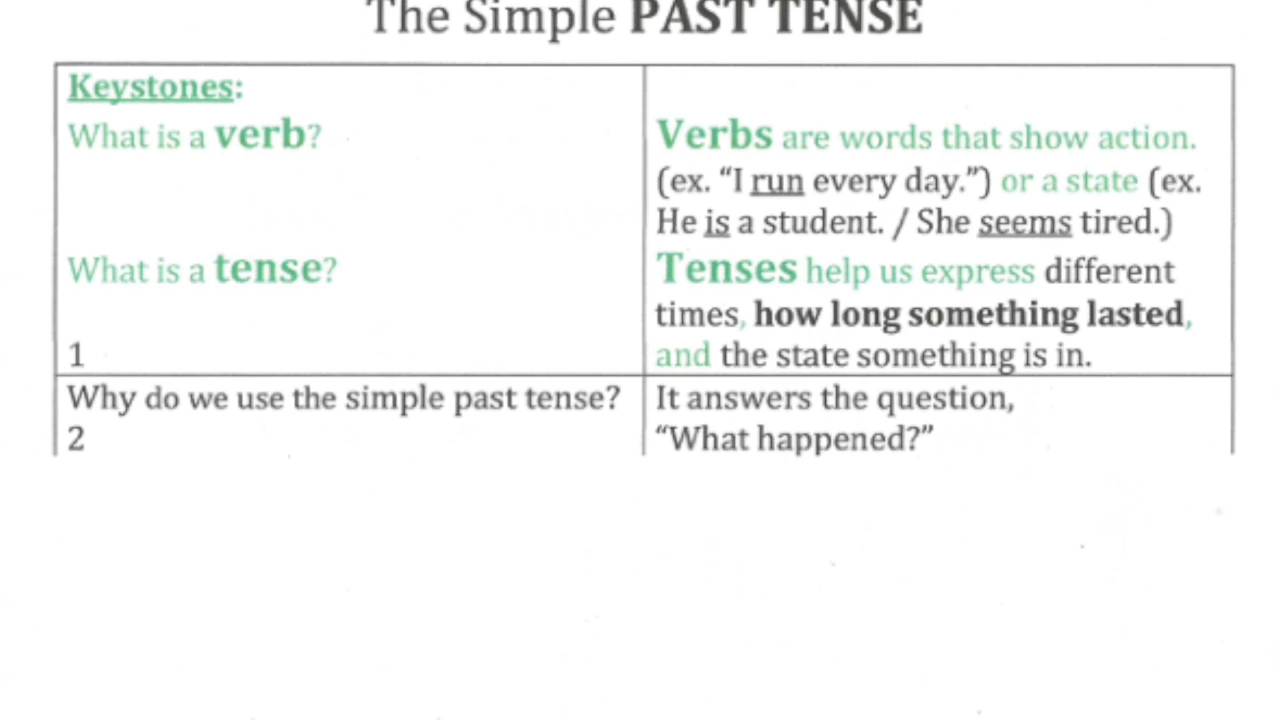 The Simple PAST TENSE
Keystones:
What is a verb?
Verbs are words that show action.
(ex. “I run every day.”) or a state (ex.
He is a student. / She seems tired.)
What is a tense?
Tenses help us express different
times, how long something lasted,
and the state something is in.
1
Why do we use the simple past tense?
2
It answers the question,
“What happened?”